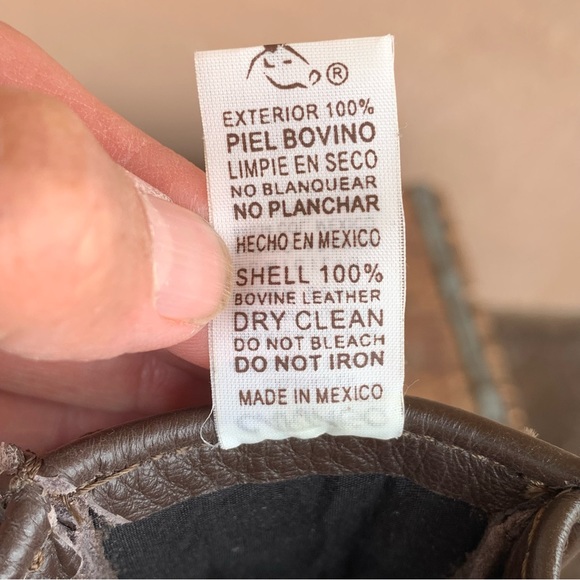 ®
EXTERIOR 100%
PIEL BOVINO
LIMPIE EN SECO
NO BLANQUEAR
NO PLANCHAR
HECHO EN MEXICO
SHELL 100%
BOVINE LEATHER
DRY CLEAN
DO NOT BLEACH
DO NOT IRON
MADE IN MEXICO